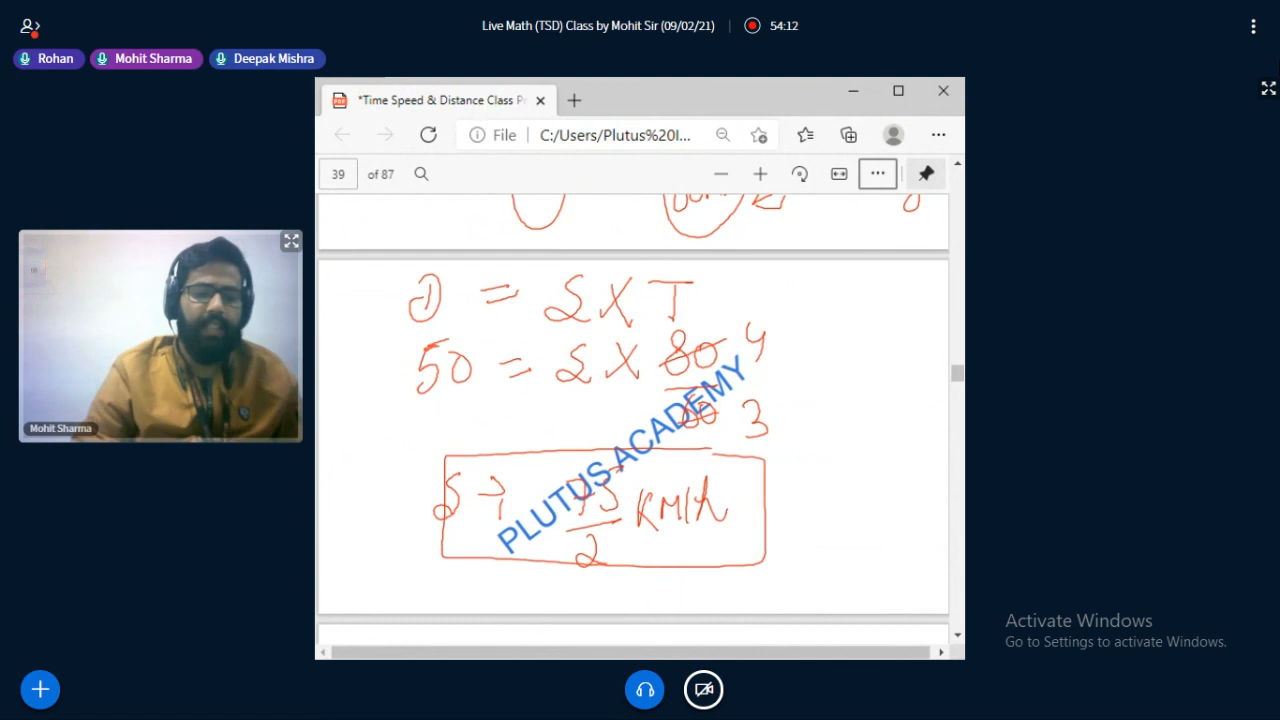 Live Math (TSD) Class by Mohit Sir (09/02/21)
54:12
Rohan
Mohit Sharma
Deepak Mishra
*Time Speed & Distance Class Pr
File
C:/Users/Plutus%20I...
39 of 87
D = S X T
50 = S X 80/60 4/3
S → 75/2 KM/h
PLUTUS ACADEMY
Mohit Sharma
Activate Windows
Go to Settings to activate Windows.